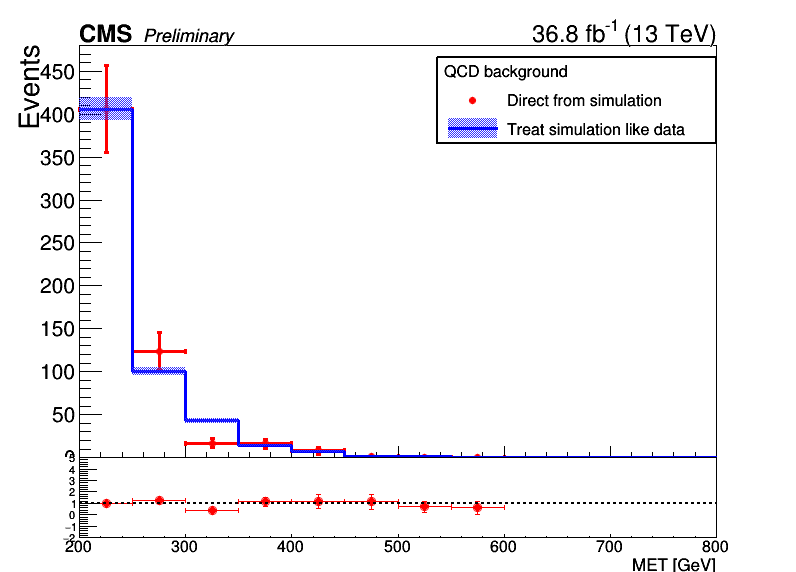 CMS Preliminary 36.8 fb⁻¹ (13 TeV)
Events
450
400
350
300
250
200
150
100
50
QCD background
Direct from simulation
Treat simulation like data
5
4
3
2
1
0
−1
−2
200 300 400 500 600 700 800
MET [GeV]